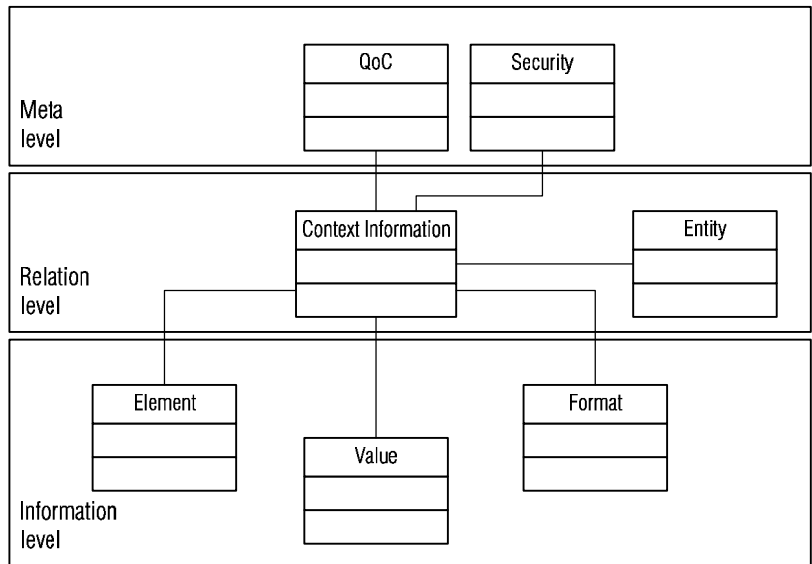 QoC
Security
Meta
level
Context Information
Entity
Relation
level
Element
Format
Value
Information
level